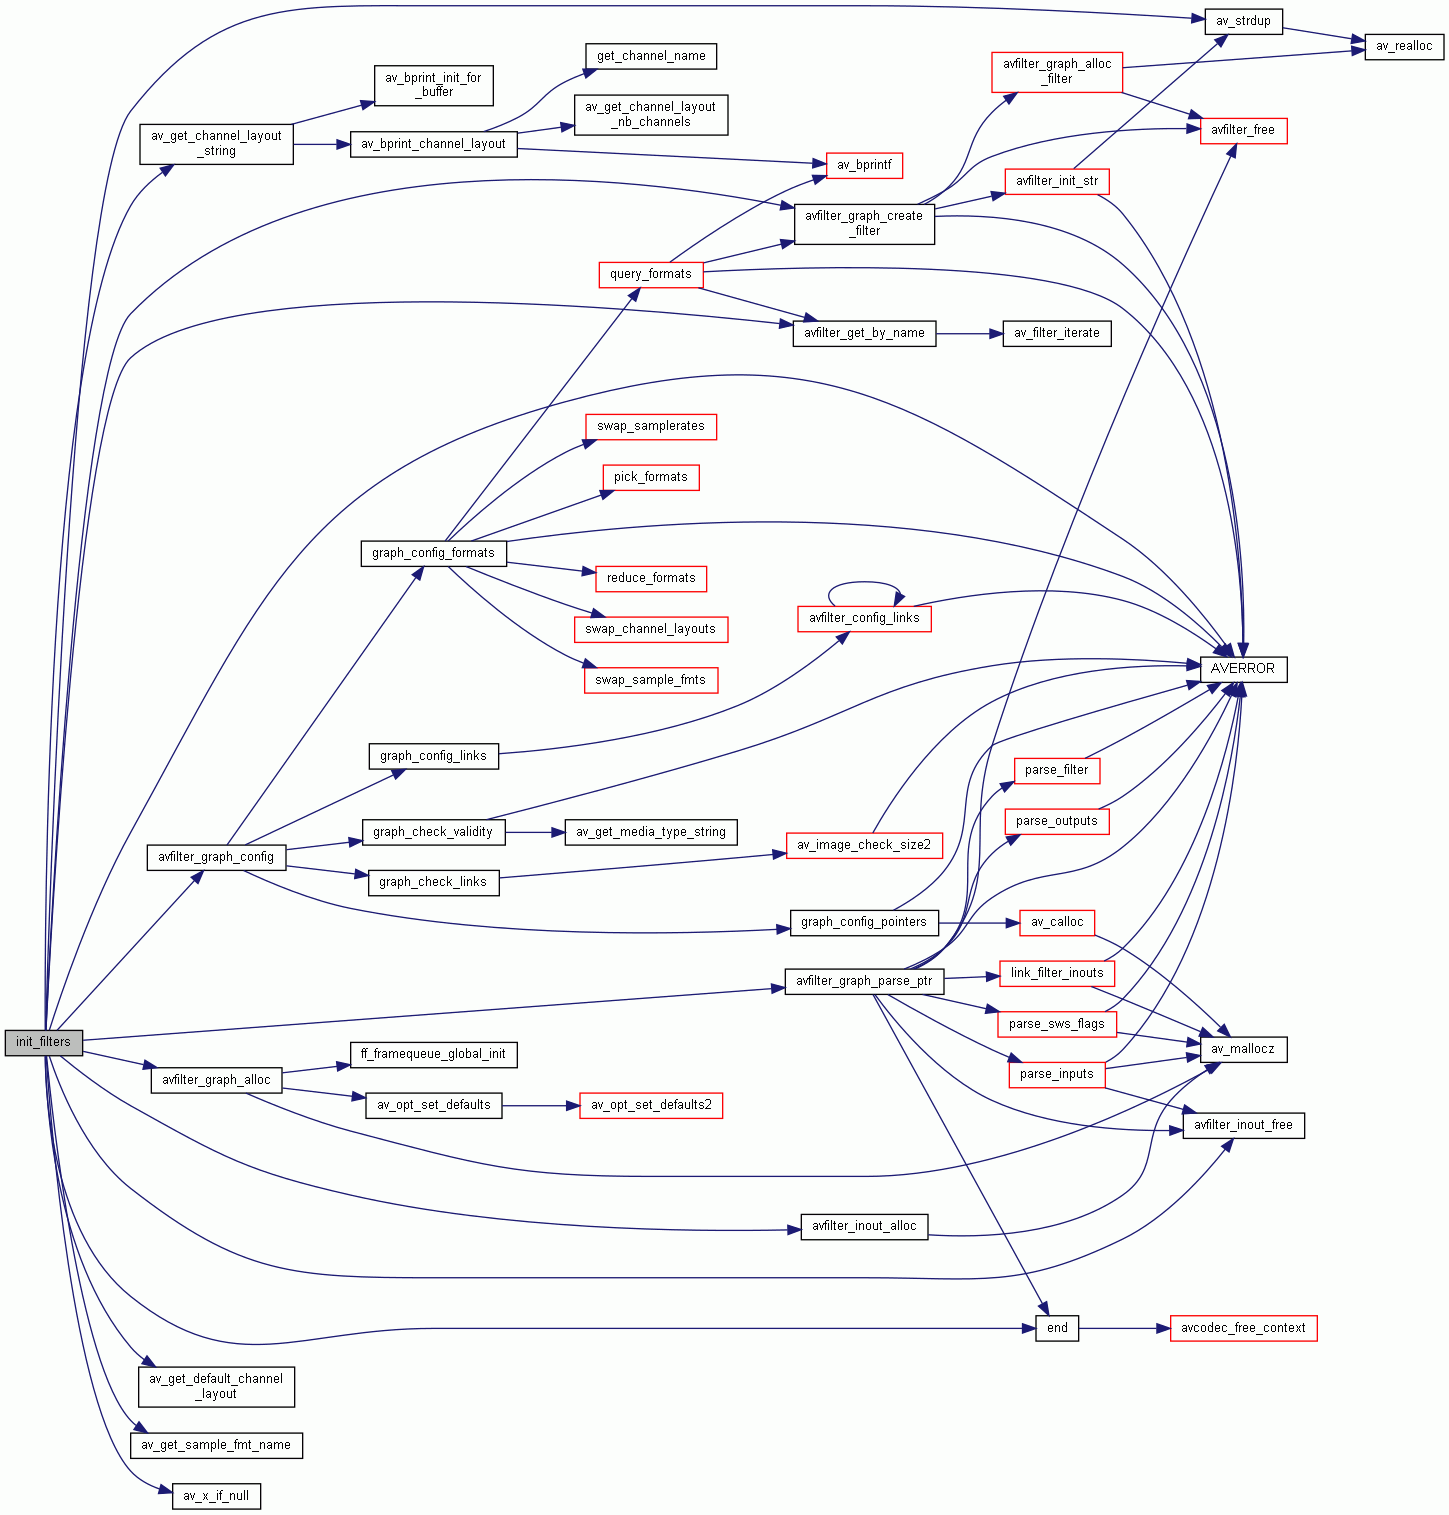 av_strdup
av_realloc
get_channel_name
avfilter_graph_alloc
_filter
av_bprint_init_for
_buffer
av_get_channel_layout
_nb_channels
avfilter_free
av_get_channel_layout
_string
av_bprint_channel_layout
av_bprintf
avfilter_init_str
avfilter_graph_create
_filter
query_formats
avfilter_get_by_name
av_filter_iterate
swap_samplerates
pick_formats
graph_config_formats
reduce_formats
avfilter_config_links
swap_channel_layouts
AVERROR
swap_sample_fmts
graph_config_links
parse_filter
parse_outputs
graph_check_validity
av_get_media_type_string
av_image_check_size2
avfilter_graph_config
graph_check_links
graph_config_pointers
av_calloc
avfilter_graph_parse_ptr
link_filter_inouts
parse_sws_flags
init_filters
ff_framequeue_global_init
av_mallocz
avfilter_graph_alloc
parse_inputs
av_opt_set_defaults
av_opt_set_defaults2
avfilter_inout_free
avfilter_inout_alloc
end
avcodec_free_context
av_get_default_channel
_layout
av_get_sample_fmt_name
av_x_if_null